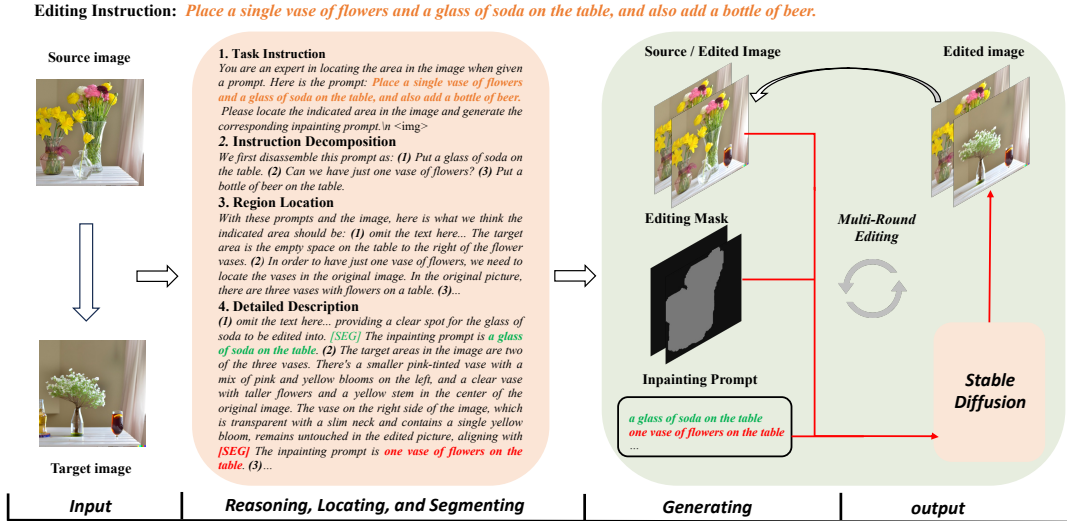 Editing Instruction: Place a single vase of flowers and a glass of soda on the table, and also add a bottle of beer.
Source image
Target image
1. Task Instruction
You are an expert in locating the area in the image when given
a prompt. Here is the prompt: Place a single vase of flowers
and a glass of soda on the table, and also add a bottle of beer.
Please locate the indicated area in the image and generate the
corresponding inpainting prompt.\n <img>
2. Instruction Decomposition
We first disassemble this prompt as: (1) Put a glass of soda on
the table. (2) Can we have just one vase of flowers? (3) Put a
bottle of beer on the table.
3. Region Location
With these prompts and the image, here is what we think the
indicated area should be: (1) omit the text here... The target
area is the empty space on the table to the right of the flower
vases. (2) In order to have just one vase of flowers, we need to
locate the vases in the original image. In the original picture,
there are three vases with flowers on a table. (3)...
4. Detailed Description
(1) omit the text here... providing a clear spot for the glass of
soda to be edited into. [SEG] The inpainting prompt is a glass
of soda on the table. (2) The target areas in the image are two
of the three vases. There's a smaller pink-tinted vase with a
mix of pink and yellow blooms on the left, and a clear vase
with taller flowers and a yellow stem in the center of the
original image. The vase on the right side of the image, which
is transparent with a slim neck and contains a single yellow
bloom, remains untouched in the edited picture, aligning with
[SEG] The inpainting prompt is one vase of flowers on the
table. (3)...
Source / Edited Image
Edited image
Editing Mask
Multi-Round
Editing
Inpainting Prompt
a glass of soda on the table
one vase of flowers on the table
...
Stable
Diffusion
Input
Reasoning, Locating, and Segmenting
Generating
output